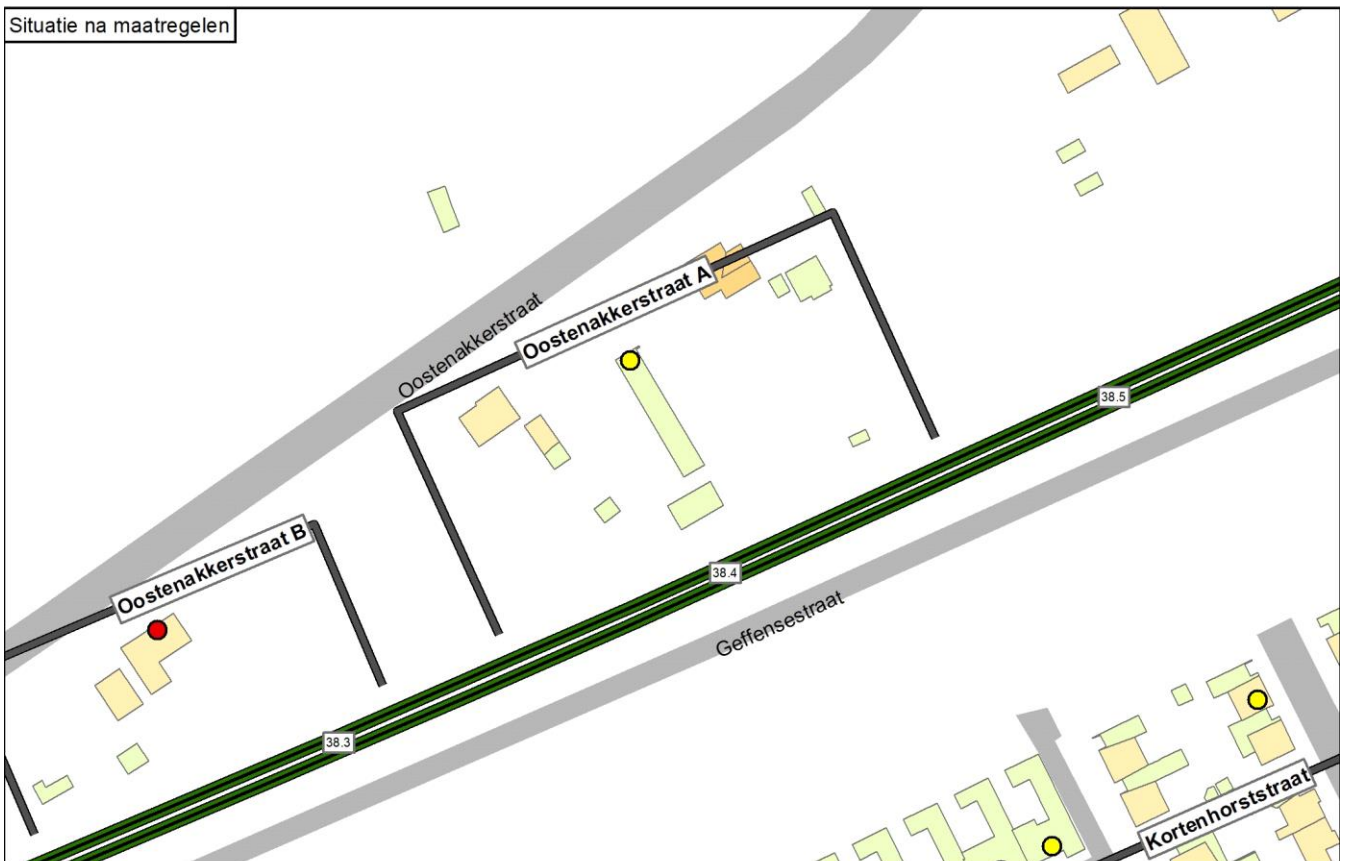 Situatie na maatregelen
Oostenakkerstraat
Oostenakkerstraat A
38.5
Oostenakkerstraat B
38.4
Geffensestraat
38.3
Kortenhorststraat